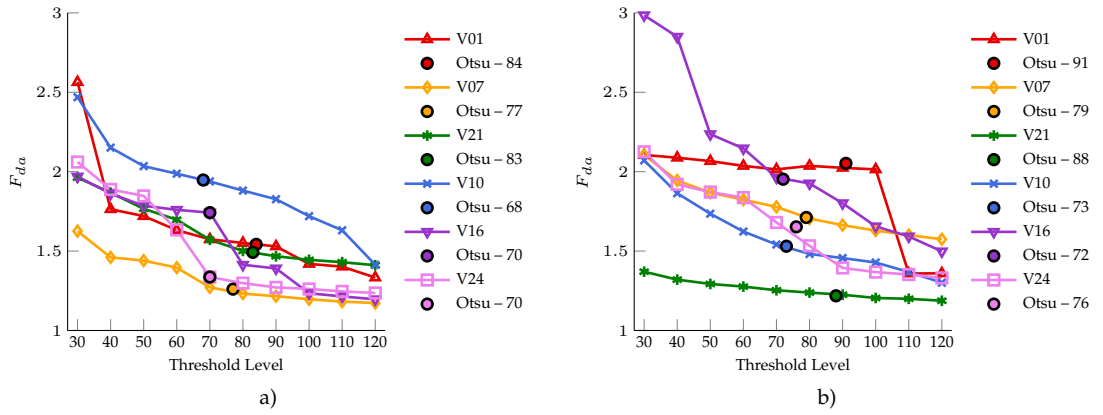 3
2.5
2
1.5
1
F_da
30 40 50 60 70 80 90 100 110 120
Threshold Level
V01
Otsu – 84
V07
Otsu – 77
V21
Otsu – 83
V10
Otsu – 68
V16
Otsu – 70
V24
Otsu – 70
a)
3
2.5
2
1.5
1
F_da
30 40 50 60 70 80 90 100 110 120
Threshold Level
V01
Otsu – 91
V07
Otsu – 79
V21
Otsu – 88
V10
Otsu – 73
V16
Otsu – 72
V24
Otsu – 76
b)